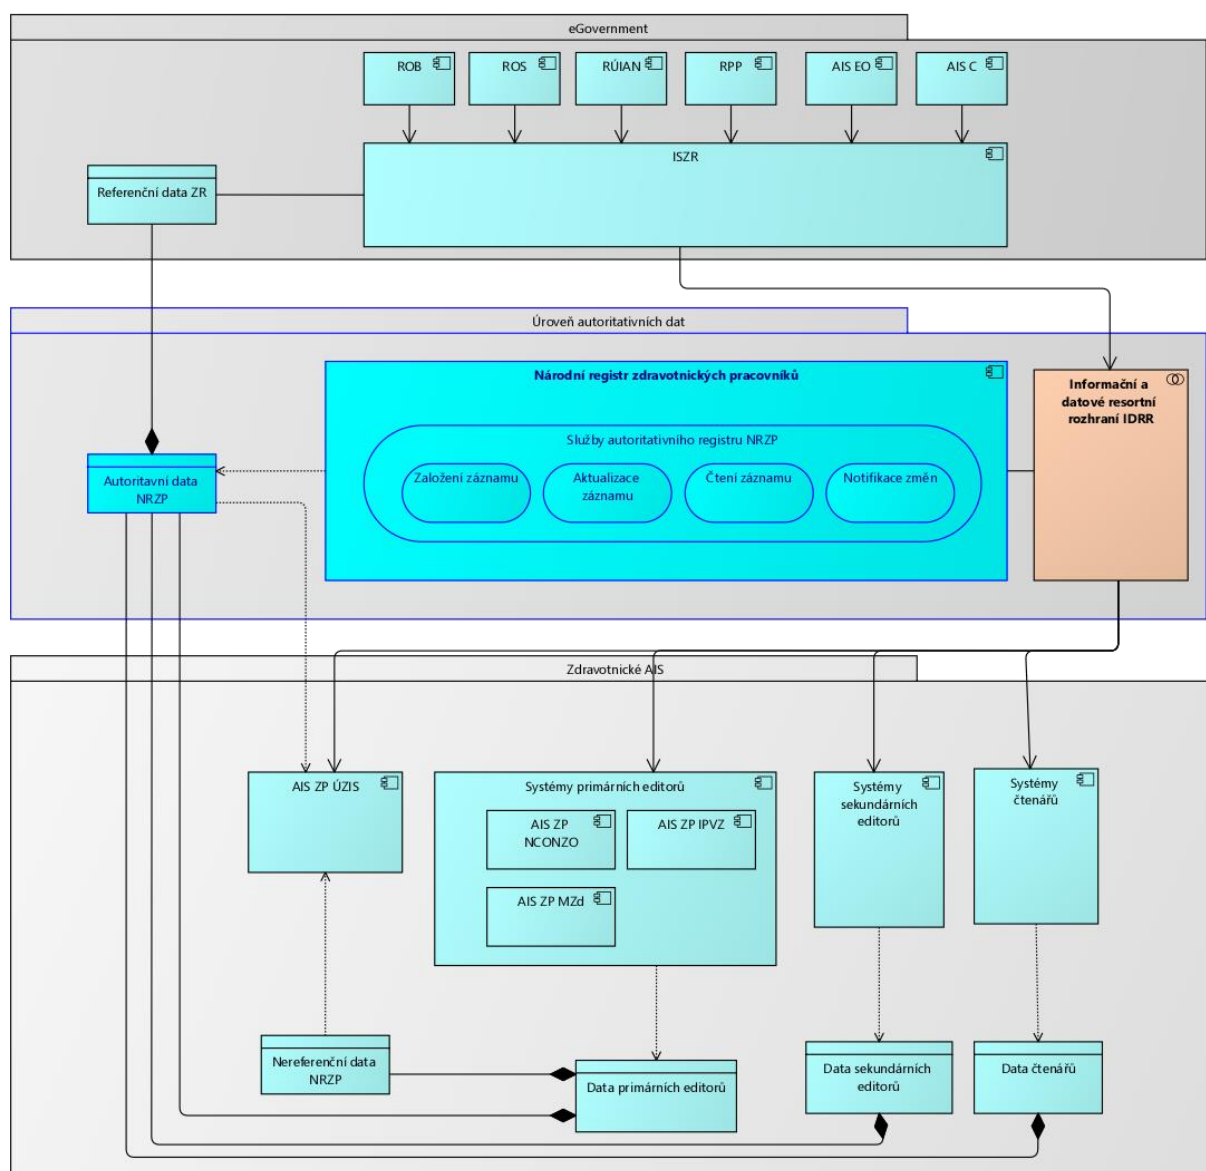 eGovernment
ROB
ROS
RÚIAN
RPP
AIS EO
AIS C
ISZR
Referenční data ZR
Úroveň autoritativních dat
Národní registr zdravotnických pracovníků
Informační a
datové resortní
rozhraní IDRR
Služby autoritativního registru NRZP
Založení záznamu
Aktualizace
záznamu
Čtení záznamu
Notifikace změn
Autoritavní data
NRZP
Zdravotnické AIS
AIS ZP ÚZIS
Systémy primárních editorů
AIS ZP
NCONZO
AIS ZP IPVZ
AIS ZP MZd
Systémy
sekundárních
editorů
Systémy
čtenářů
Nereferenční data
NRZP
Data primárních editorů
Data sekundárních
editorů
Data čtenářů